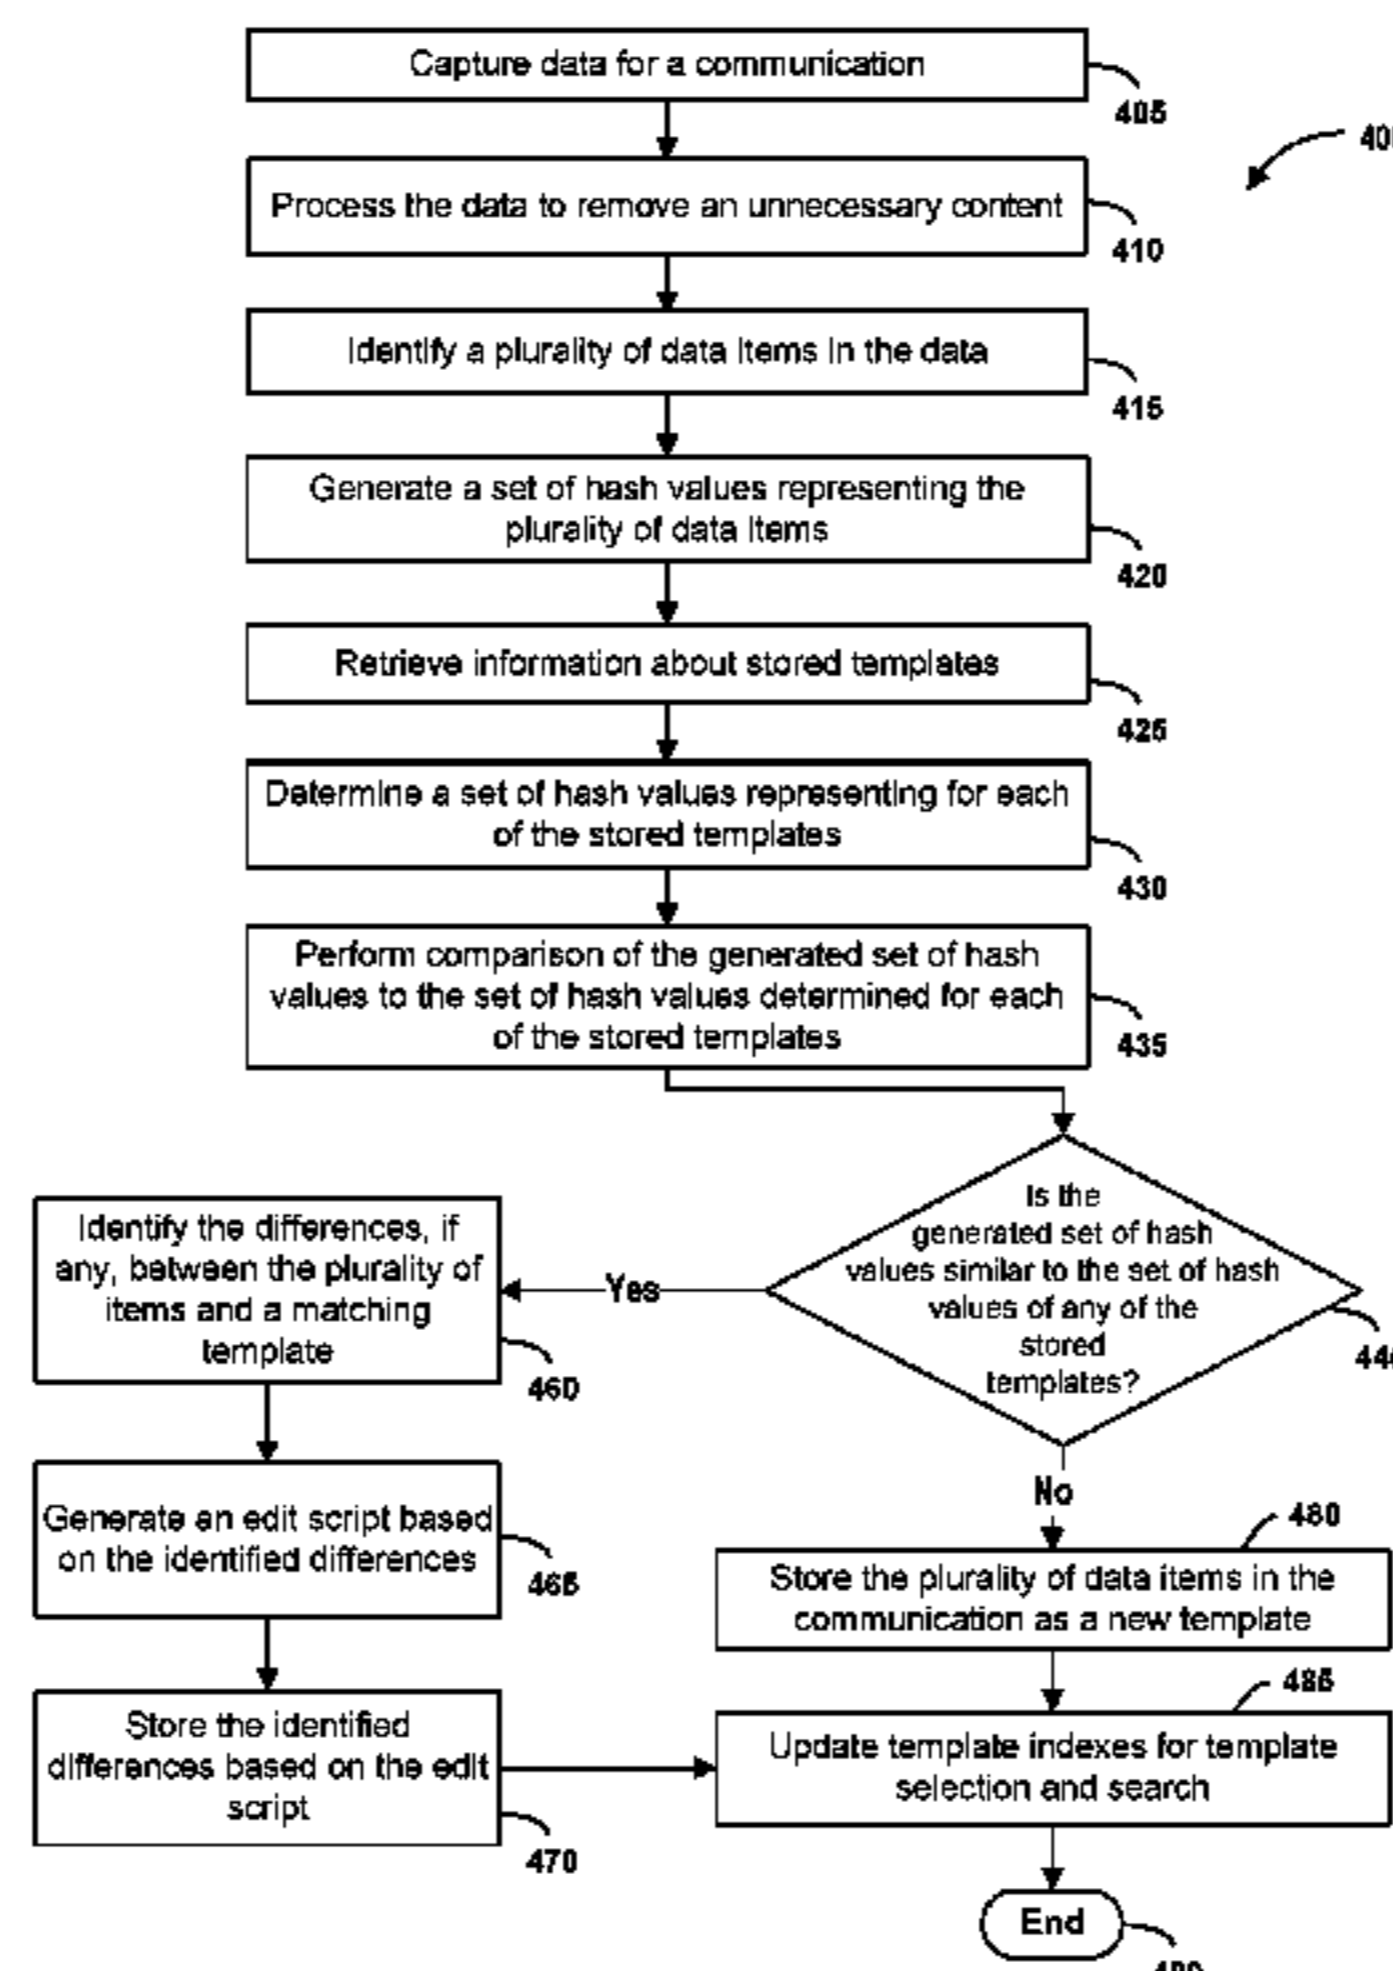 Capture data for a communication
405
Process the data to remove an unnecessary content
410
Identify a plurality of data items in the data
415
Generate a set of hash values representing the
plurality of data items
420
Retrieve information about stored templates
425
Determine a set of hash values representing for each
of the stored templates
430
Perform comparison of the generated set of hash
values to the set of hash values determined for each
of the stored templates
435
Is the
generated set of hash
values similar to the set of hash
values of any of the
stored
templates?
Yes
Identify the differences, if
any, between the plurality of
items and a matching
template
460
No
Generate an edit script based
on the identified differences
465
480
Store the plurality of data items in the
communication as a new template
Store the identified
differences based on the edit
script
470
485
Update template indexes for template
selection and search
End